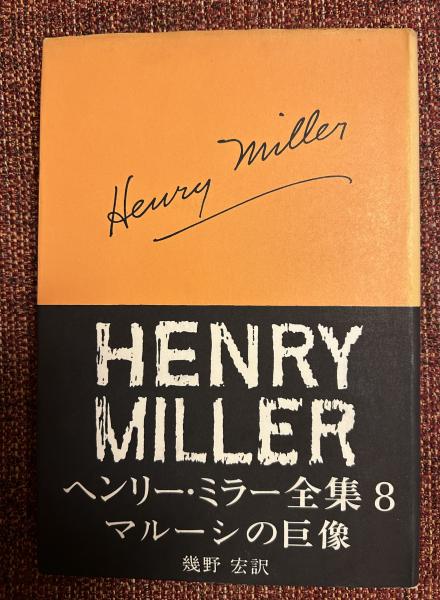 Henry Miller
HENRY
MILLER
ヘンリー・ミラー全集 8
マルーシの巨像
幾野 宏訳